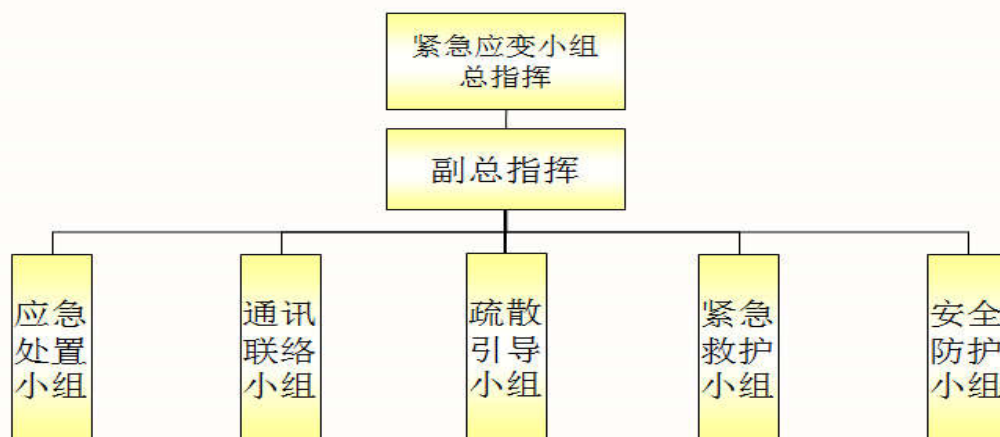 紧急应变小组
总指挥
副总指挥
应急
处置
小组
通讯
联络
小组
疏散
引导
小组
紧急
救护
小组
安全
防护
小组